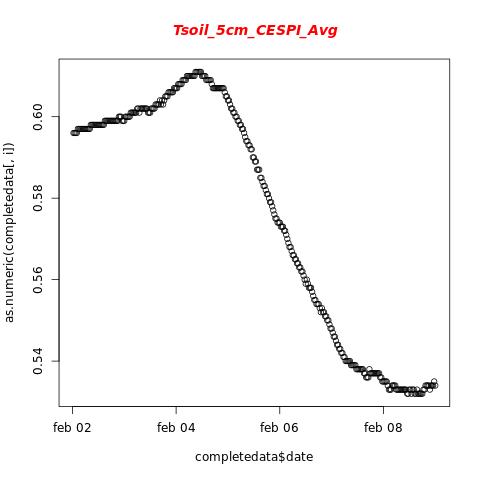 Tsoil_5cm_CESPI_Avg
as.numeric(completedata[, i])
0.60
0.58
0.56
0.54
feb 02
feb 04
feb 06
feb 08
completedata$date